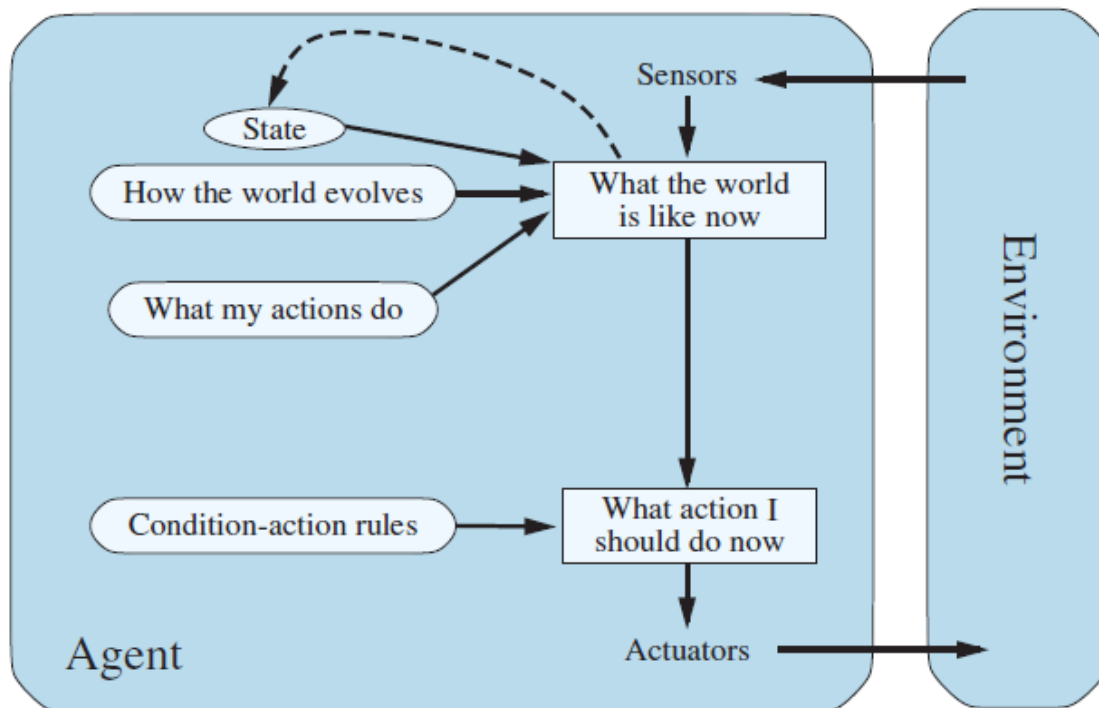 Sensors
State
How the world evolves
What the world
is like now
What my actions do
Environment
Condition-action rules
What action I
should do now
Agent
Actuators